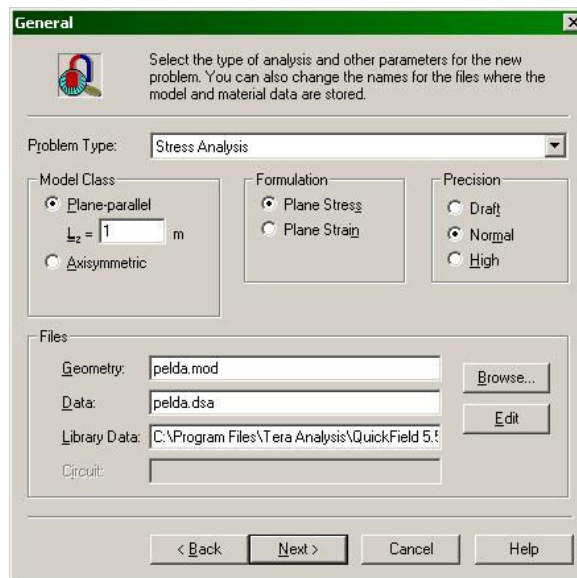 General
Select the type of analysis and other parameters for the new
problem. You can also change the names for the files where the
model and material data are stored.
Problem Type: Stress Analysis
Model Class
Plane-parallel
Lz = 1 m
Axisymmetric
Formulation
Plane Stress
Plane Strain
Precision
Draft
Normal
High
Files
Geometry: pelda.mod
Data: pelda.dsa
Library Data: C:\Program Files\Tera Analysis\QuickField 5.5
Circuit:
Browse...
Edit
< Back Next > Cancel Help